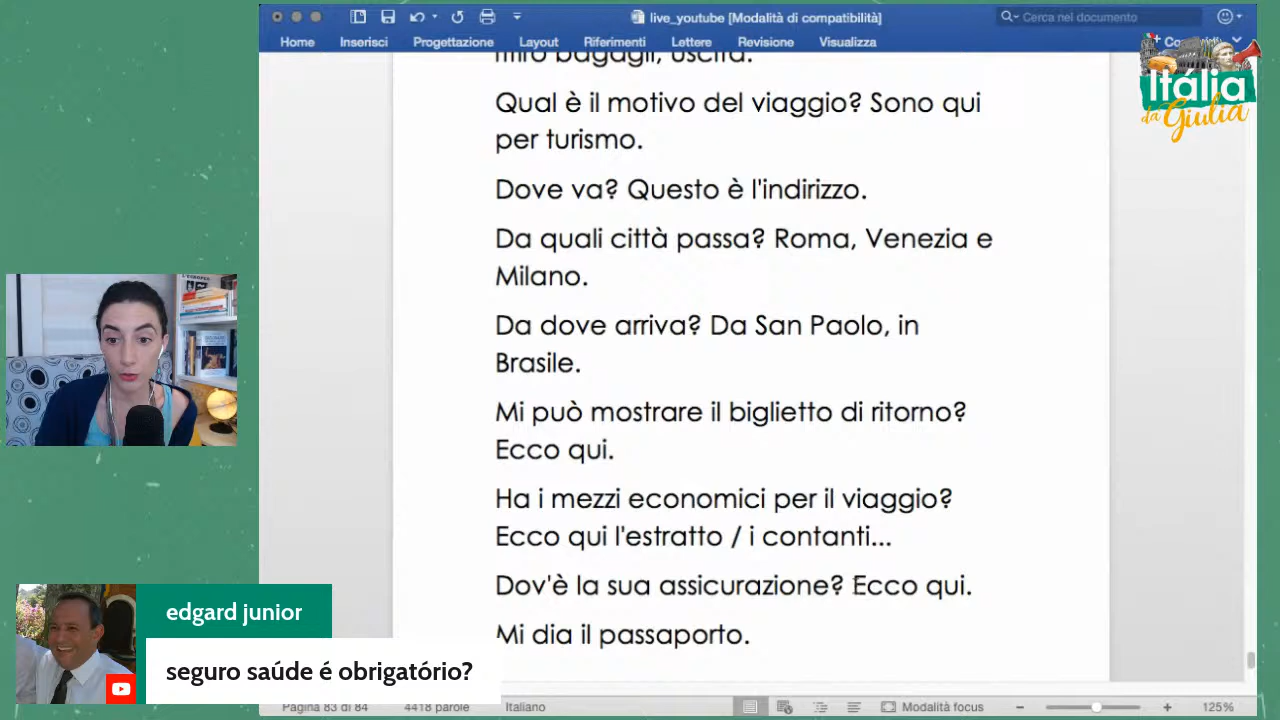 live_youtube [Modalità di compatibilità]
Cerca nel documento
Home Inserisci Progettazione Layout Riferimenti Lettere Revisione Visualizza
Itália
da Giulia
ritiro bagagli, uscita.
Qual è il motivo del viaggio? Sono qui
per turismo.
Dove va? Questo è l'indirizzo.
Da quali città passa? Roma, Venezia e
Milano.
Da dove arriva? Da San Paolo, in
Brasile.
Mi può mostrare il biglietto di ritorno?
Ecco qui.
Ha i mezzi economici per il viaggio?
Ecco qui l'estratto / i contanti...
Dov'è la sua assicurazione? Ecco qui.
Mi dia il passaporto.
edgard junior
seguro saúde é obrigatório?
Pagina 83 di 84 4418 parole Italiano Modalità focus 125%